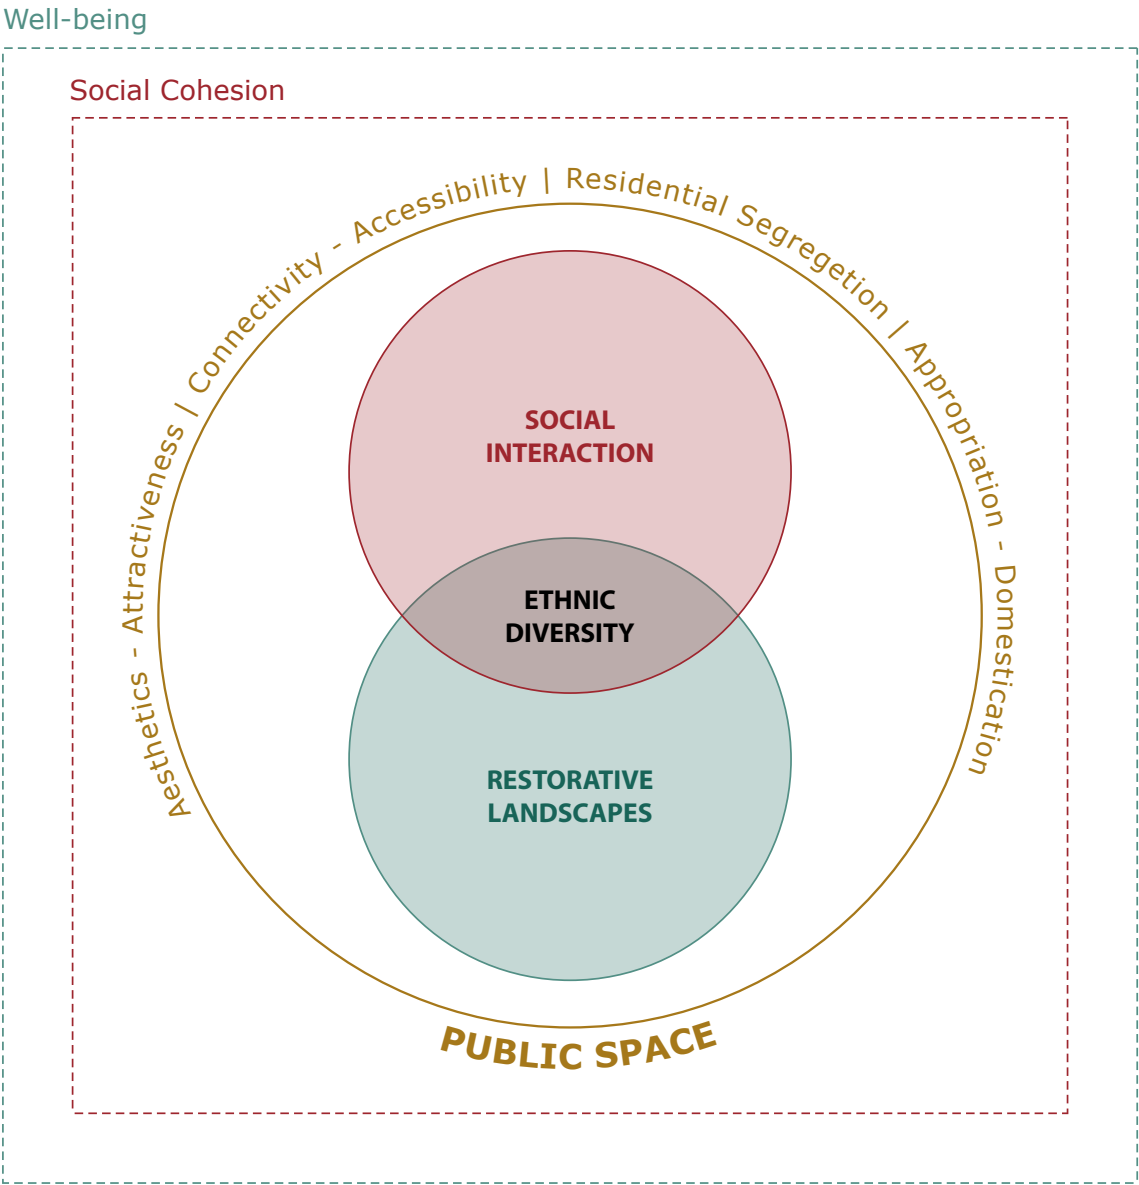 Well-being
Social Cohesion
Aesthetics - Attractiveness | Connectivity - Accessibility | Residential Segregetion | Appropriation - Domestication
SOCIAL
INTERACTION
ETHNIC
DIVERSITY
RESTORATIVE
LANDSCAPES
PUBLIC SPACE